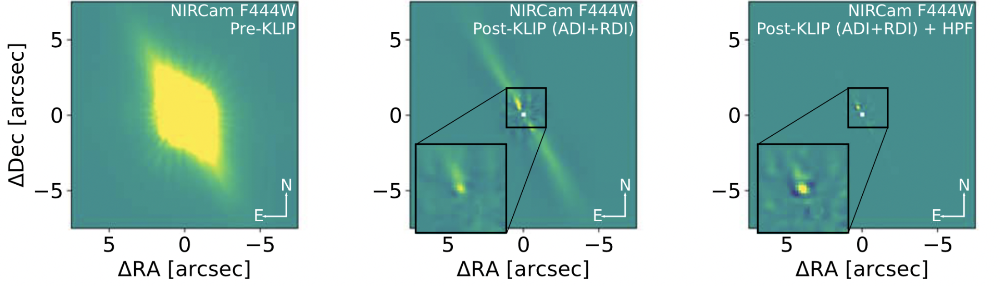 NIRCam F444W
Pre-KLIP
NIRCam F444W
Post-KLIP (ADI+RDI)
NIRCam F444W
Post-KLIP (ADI+RDI) + HPF
ΔDec [arcsec]
5
0
−5
5
0
−5
5
0
−5
N
E
N
E
N
E
5
0
−5
5
0
−5
5
0
−5
ΔRA [arcsec]
ΔRA [arcsec]
ΔRA [arcsec]